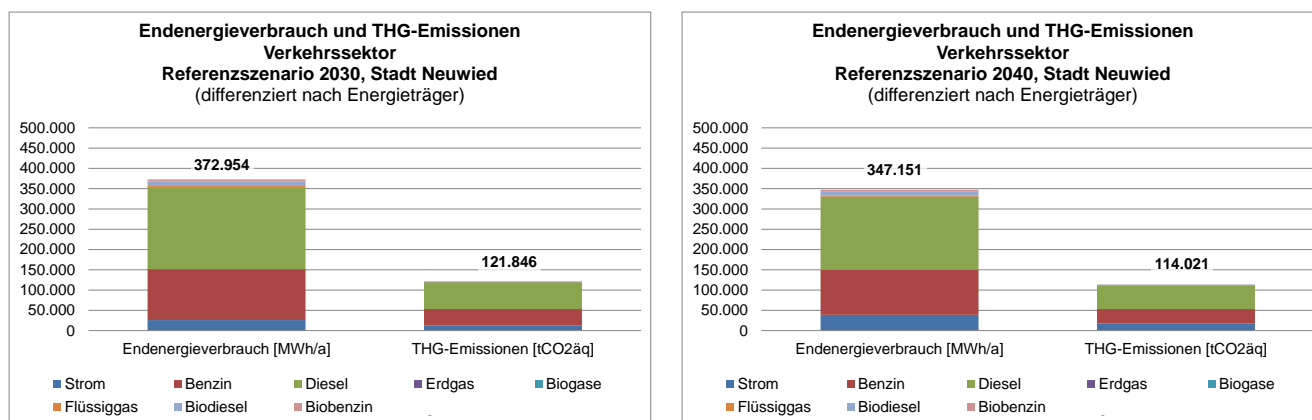 Endenergieverbrauch und THG-Emissionen
Verkehrssektor
Referenzszenario 2030, Stadt Neuwied
(differenziert nach Energieträger)
500.000
450.000
400.000
350.000
300.000
250.000
200.000
150.000
100.000
50.000
0
372.954
121.846
Endenergieverbrauch [MWh/a]
THG-Emissionen [tCO2äq]
Strom
Benzin
Diesel
Erdgas
Biogase
Flüssiggas
Biodiesel
Biobenzin
Endenergieverbrauch und THG-Emissionen
Verkehrssektor
Referenzszenario 2040, Stadt Neuwied
(differenziert nach Energieträger)
500.000
450.000
400.000
350.000
300.000
250.000
200.000
150.000
100.000
50.000
0
347.151
114.021
Endenergieverbrauch [MWh/a]
THG-Emissionen [tCO2äq]
Strom
Benzin
Diesel
Erdgas
Biogase
Flüssiggas
Biodiesel
Biobenzin